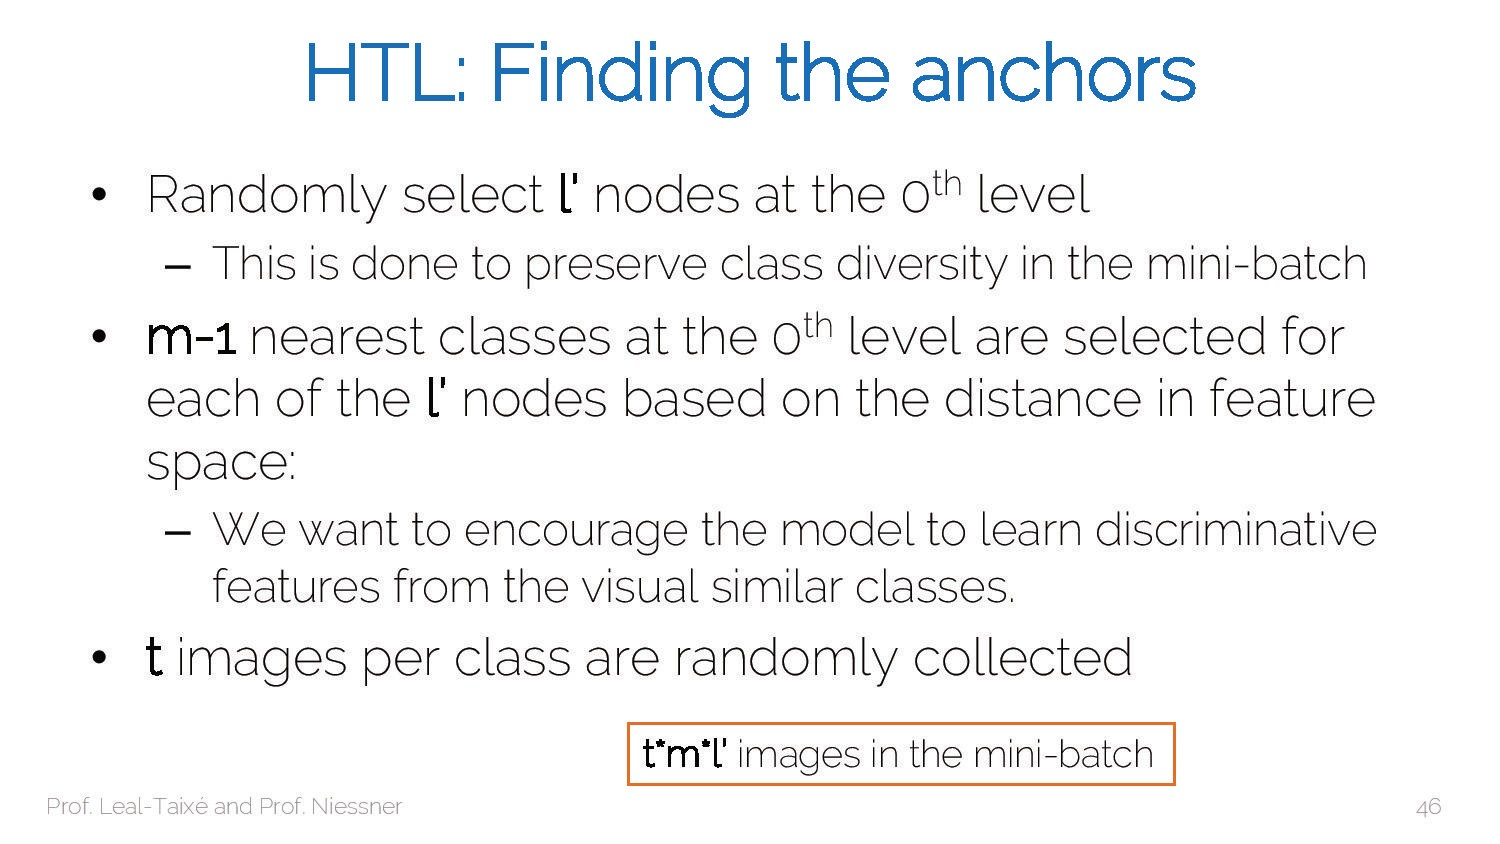 HTL: Finding the anchors
• Randomly select l' nodes at the 0th level
– This is done to preserve class diversity in the mini-batch
• m-1 nearest classes at the 0th level are selected for
each of the l' nodes based on the distance in feature
space:
– We want to encourage the model to learn discriminative
features from the visual similar classes.
• t images per class are randomly collected
t*m*l' images in the mini-batch
Prof. Leal-Taixé and Prof. Niessner
46